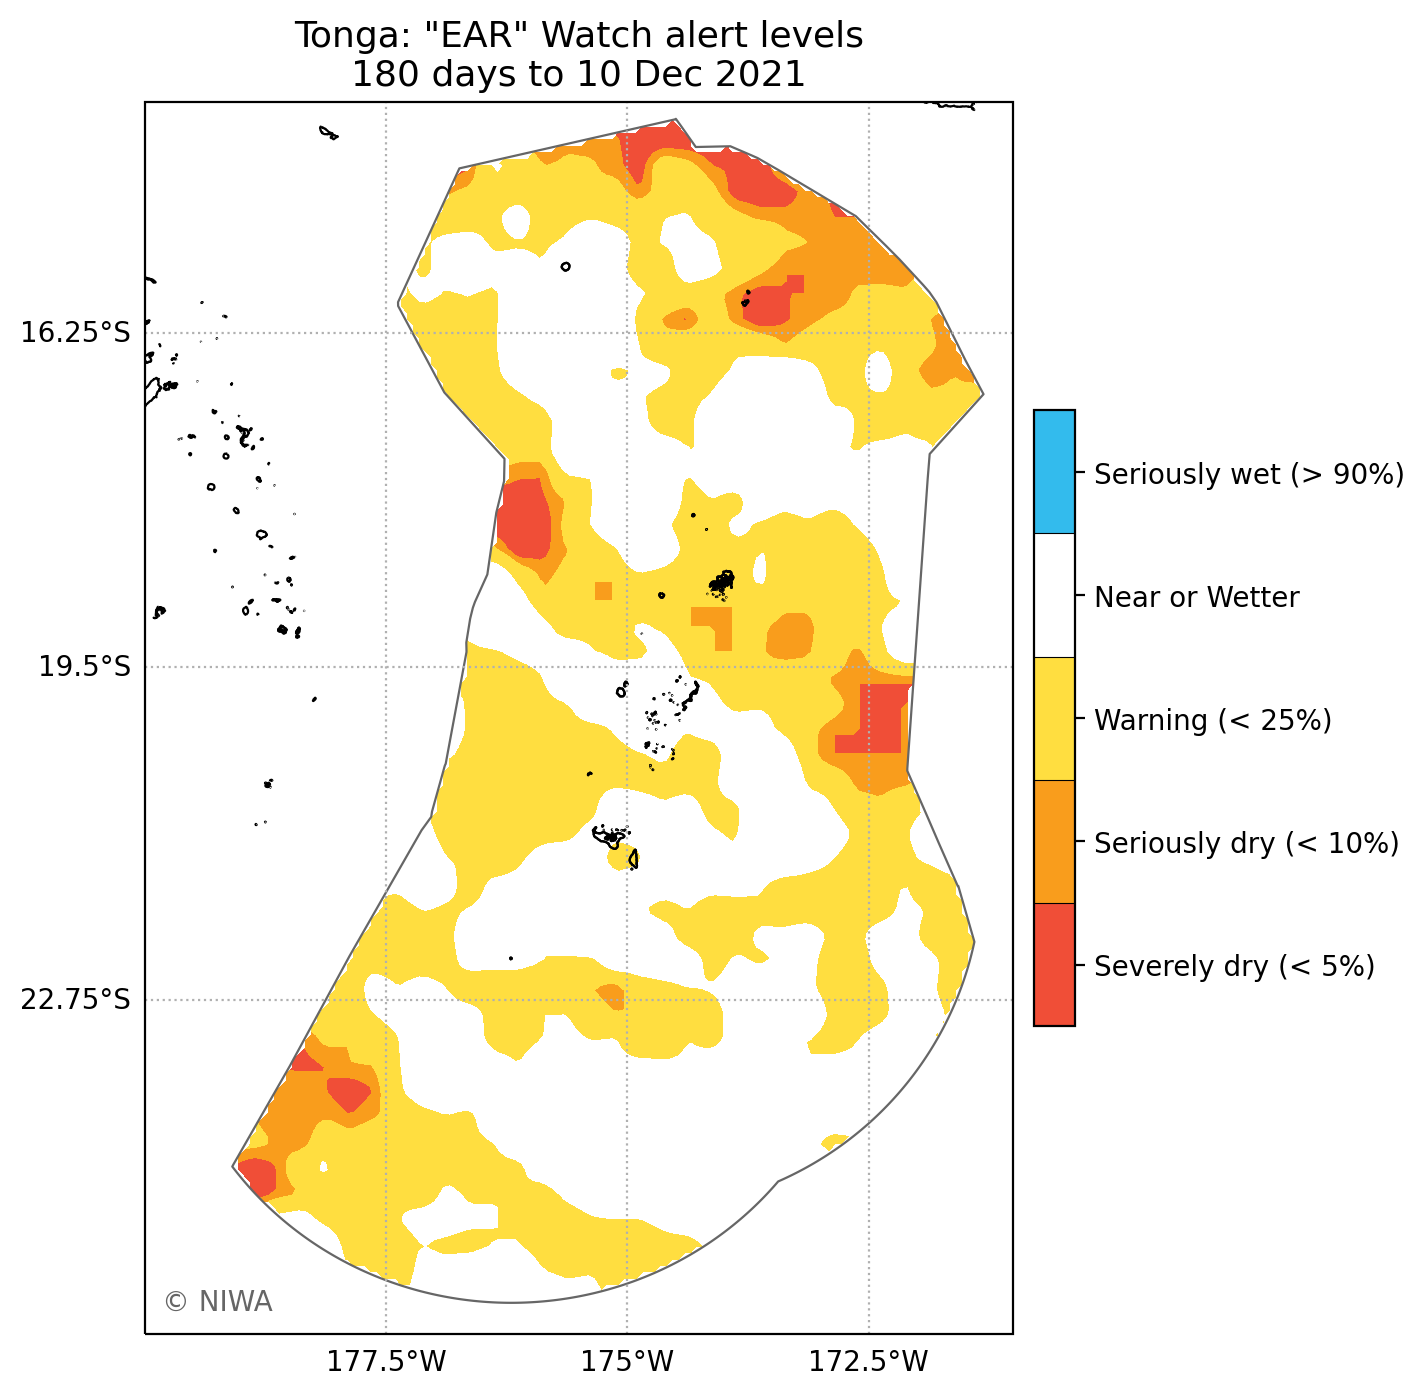 Tonga: "EAR" Watch alert levels
180 days to 10 Dec 2021
16.25°S
19.5°S
22.75°S
177.5°W
175°W
172.5°W
© NIWA
Seriously wet (> 90%)
Near or Wetter
Warning (< 25%)
Seriously dry (< 10%)
Severely dry (< 5%)